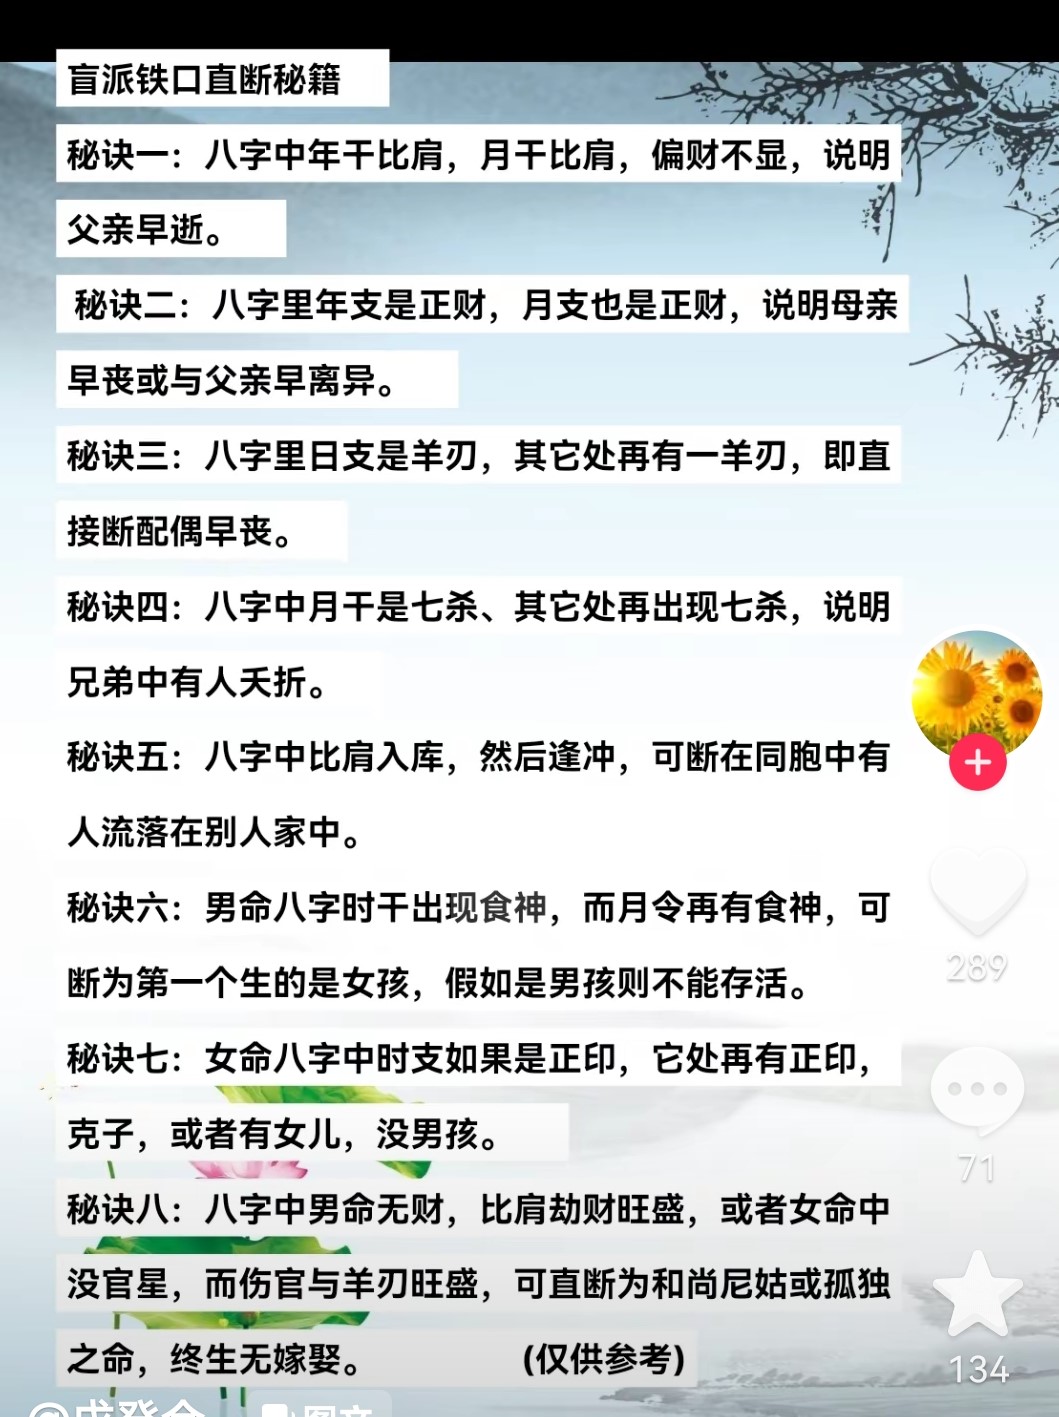 盲派铁口直断秘籍
秘诀一：八字中年干比肩，月干比肩，偏财不显，说明
父亲早逝。
秘诀二：八字里年支是正财，月支也是正财，说明母亲
早丧或与父亲早离异。
秘诀三：八字里日支是羊刃，其它处再有一羊刃，即直
接断配偶早丧。
秘诀四：八字中月干是七杀、其它处再出现七杀，说明
兄弟中有人夭折。
秘诀五：八字中比肩入库，然后逢冲，可断在同胞中有
人流落在别人家中。
秘诀六：男命八字时干出现食神，而月令再有食神，可
断为第一个生的是女孩，假如是男孩则不能存活。
289
秘诀七：女命八字中时支如果是正印，它处再有正印，
克子，或者有女儿，没男孩。
71
秘诀八：八字中男命无财，比肩劫财旺盛，或者女命中
没官星，而伤官与羊刃旺盛，可直断为和尚尼姑或孤独
之命，终生无嫁娶。 (仅供参考)
134